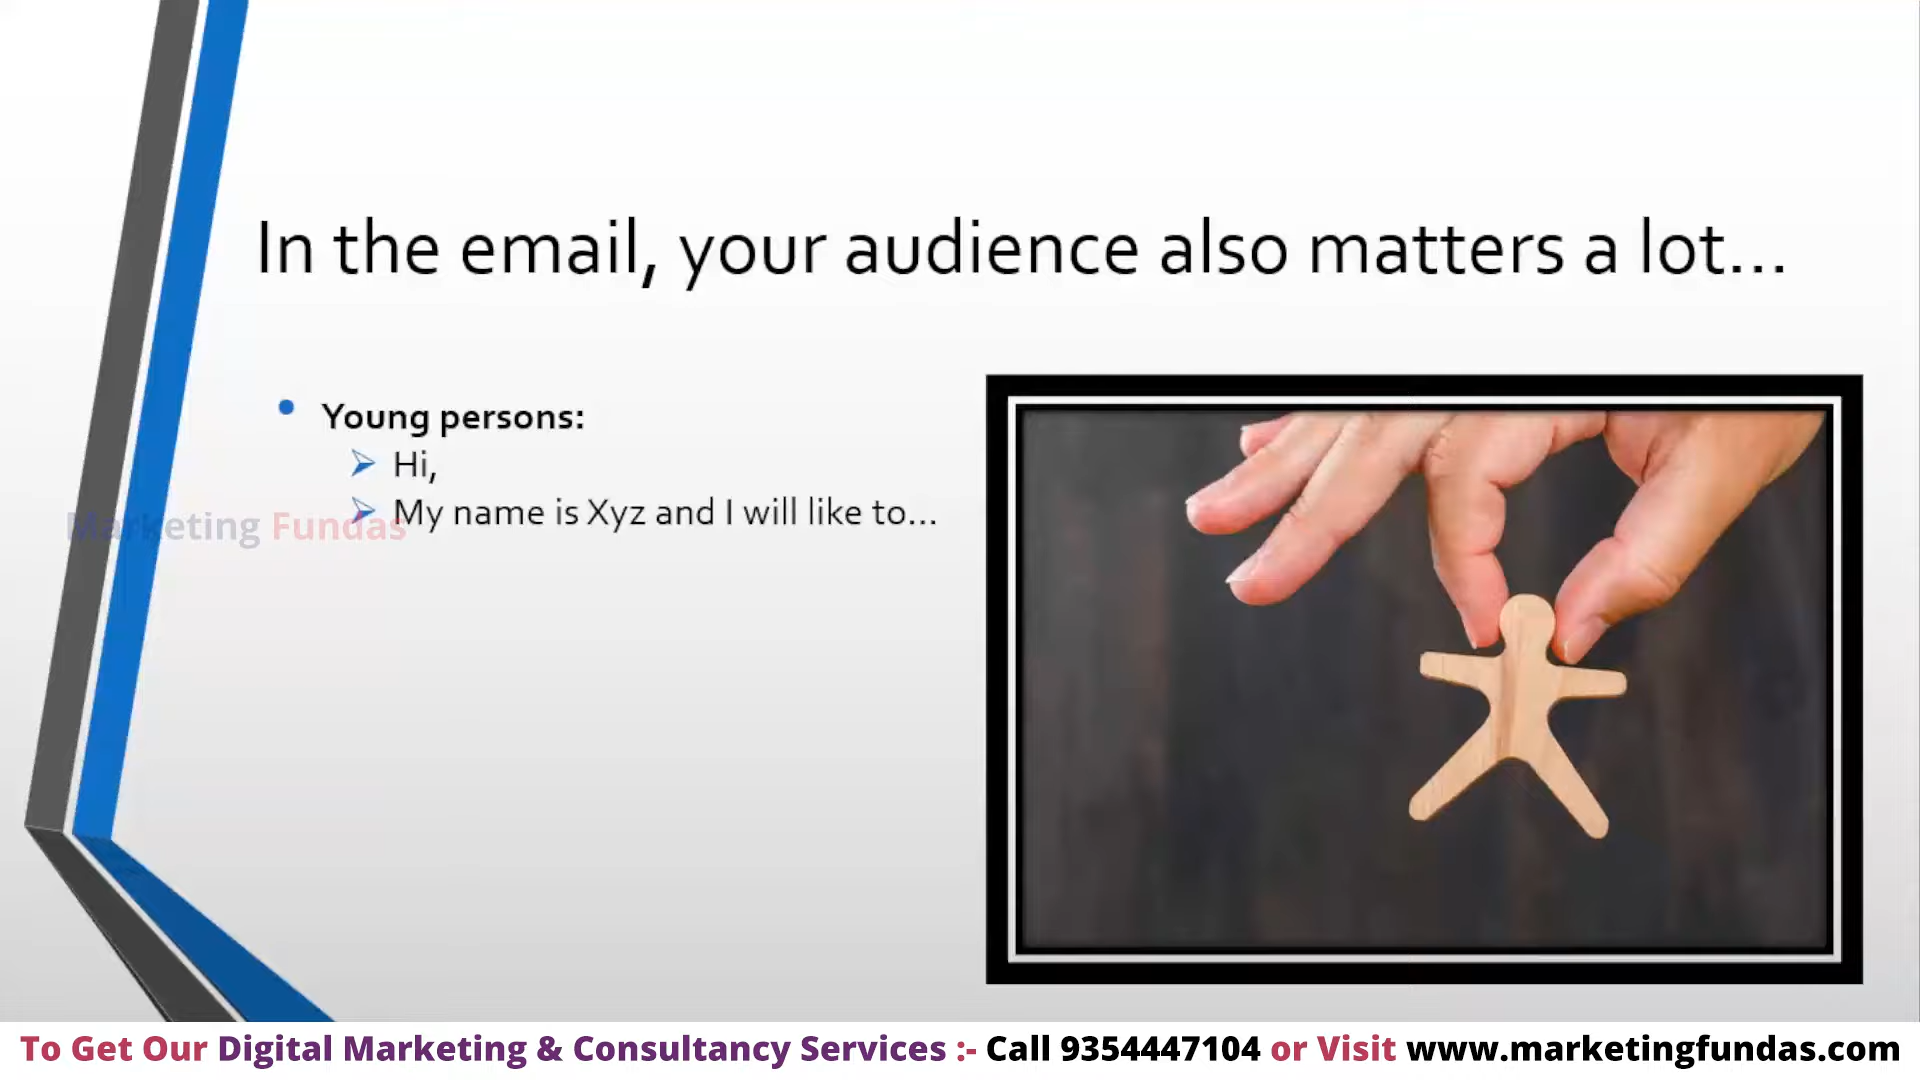 In the email, your audience also matters a lot...
Young persons:
Hi,
My name is Xyz and I will like to...
Marketing Fundas
To Get Our Digital Marketing & Consultancy Services :- Call 9354447104 or Visit www.marketingfundas.com